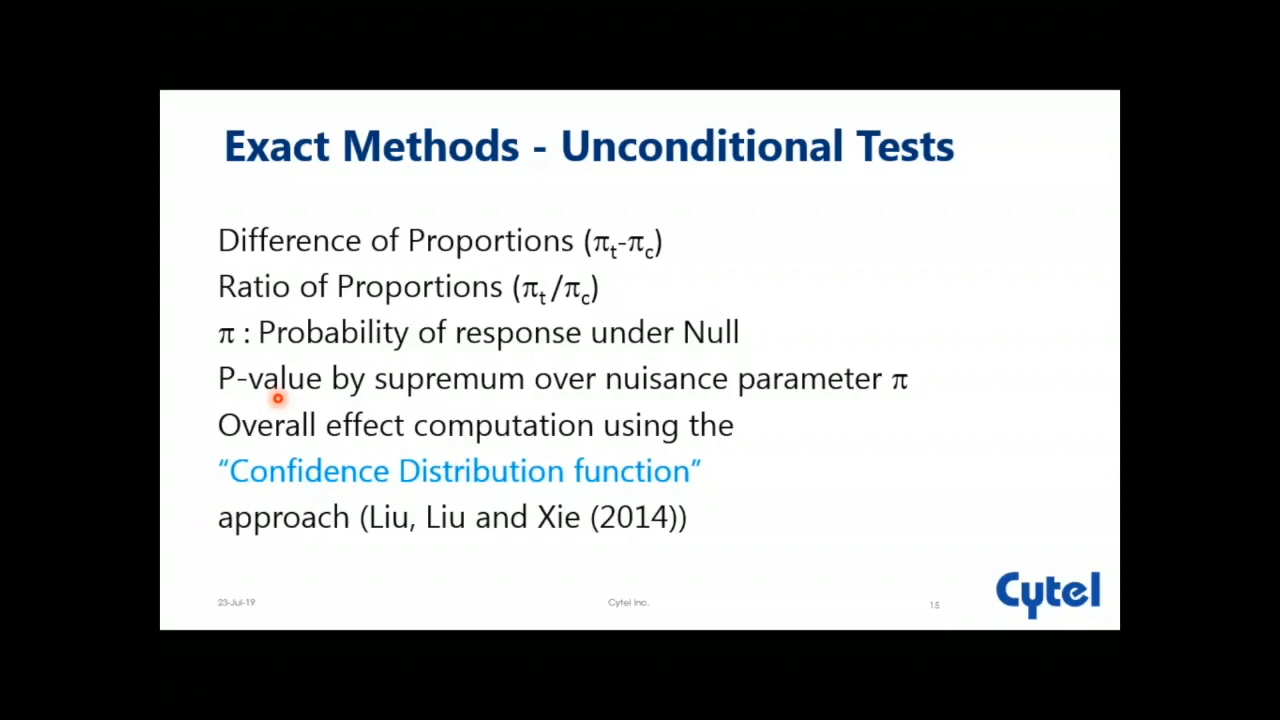 Exact Methods - Unconditional Tests
Difference of Proportions (πt-πc)
Ratio of Proportions (πt /πc)
π : Probability of response under Null
P-value by supremum over nuisance parameter π
Overall effect computation using the
“Confidence Distribution function”
approach (Liu, Liu and Xie (2014))
23-Jul-19
Cytel Inc.
15
Cytel